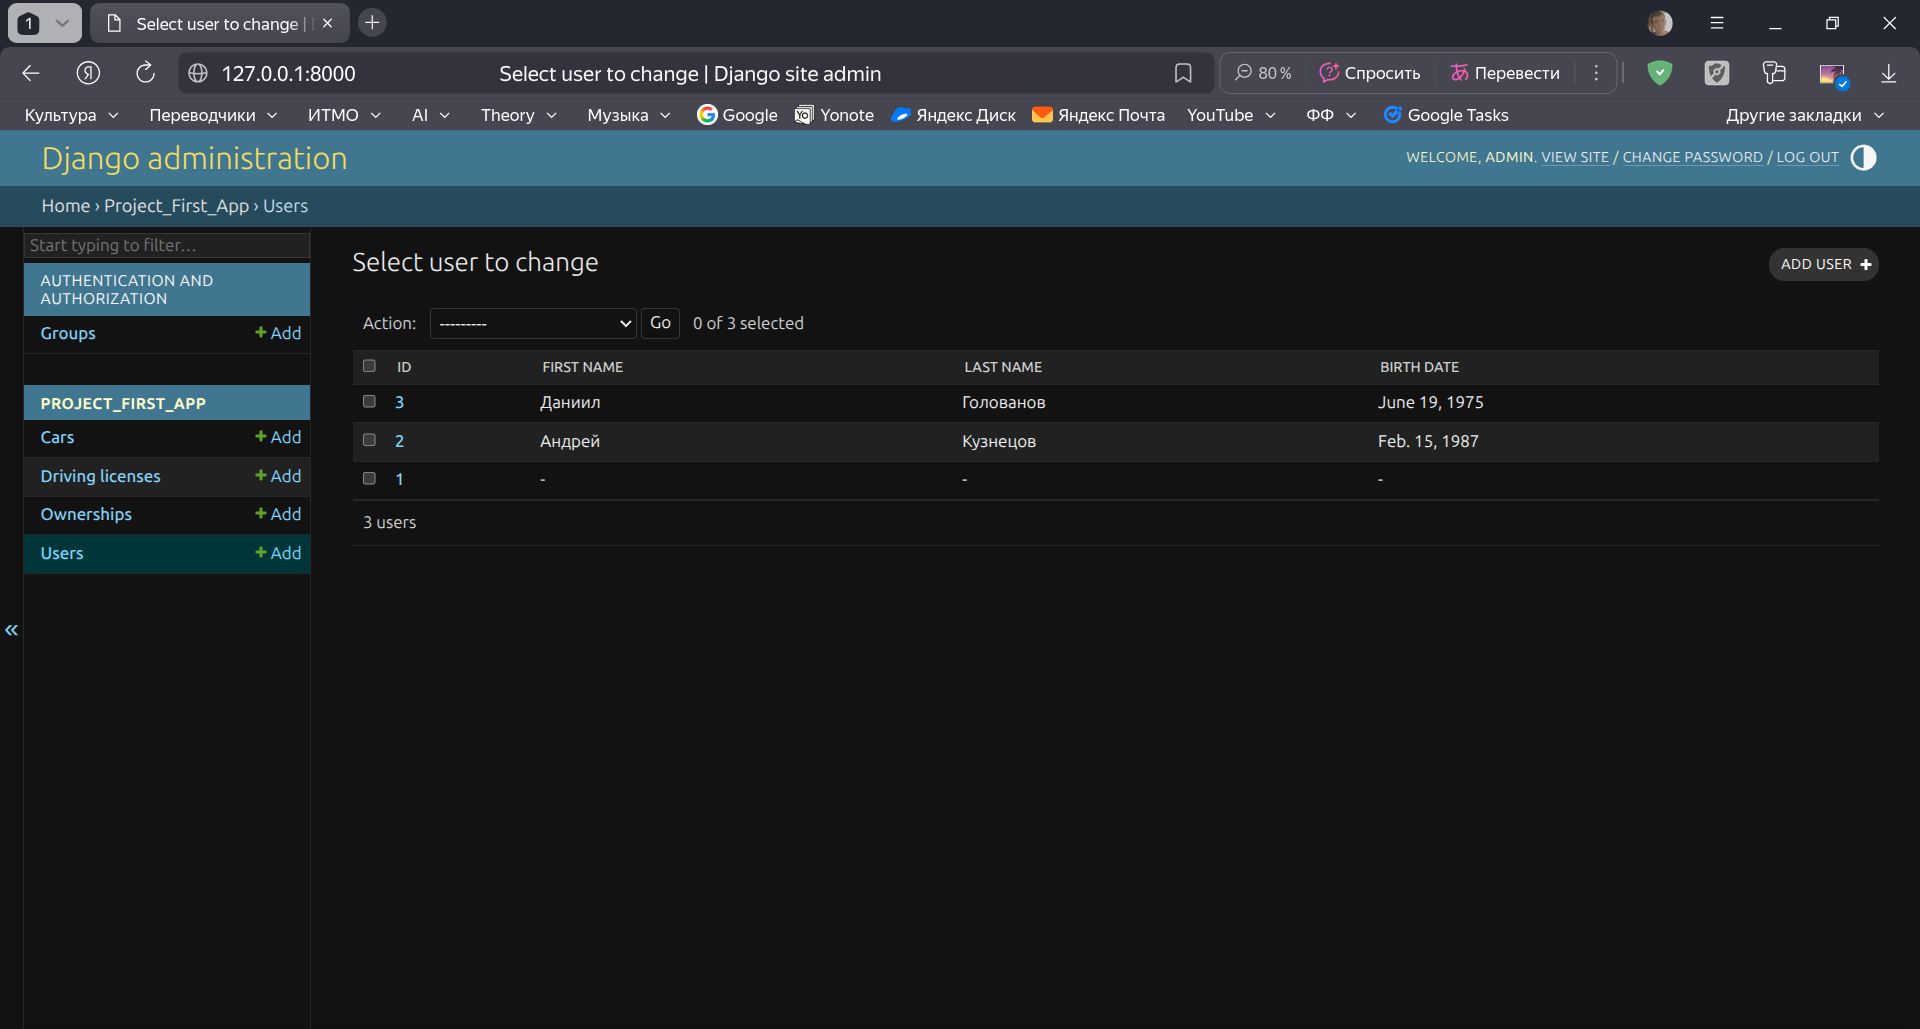 1
Select user to change |
127.0.0.1:8000
Select user to change | Django site admin
80 %
Спросить
Перевести
Культура
Переводчики
ИТМО
AI
Theory
Музыка
Google
Yonote
Яндекс Диск
Яндекс Почта
YouTube
ФФ
Google Tasks
Другие закладки
Django administration
WELCOME, ADMIN. VIEW SITE / CHANGE PASSWORD / LOG OUT
Home › Project_First_App › Users
Start typing to filter…
AUTHENTICATION AND
AUTHORIZATION
Groups + Add
PROJECT_FIRST_APP
Cars + Add
Driving licenses + Add
Ownerships + Add
Users + Add
«
Select user to change
ADD USER +
Action: --------- Go 0 of 3 selected
ID FIRST NAME LAST NAME BIRTH DATE
3 Даниил Голованов June 19, 1975
2 Андрей Кузнецов Feb. 15, 1987
1 - - -
3 users